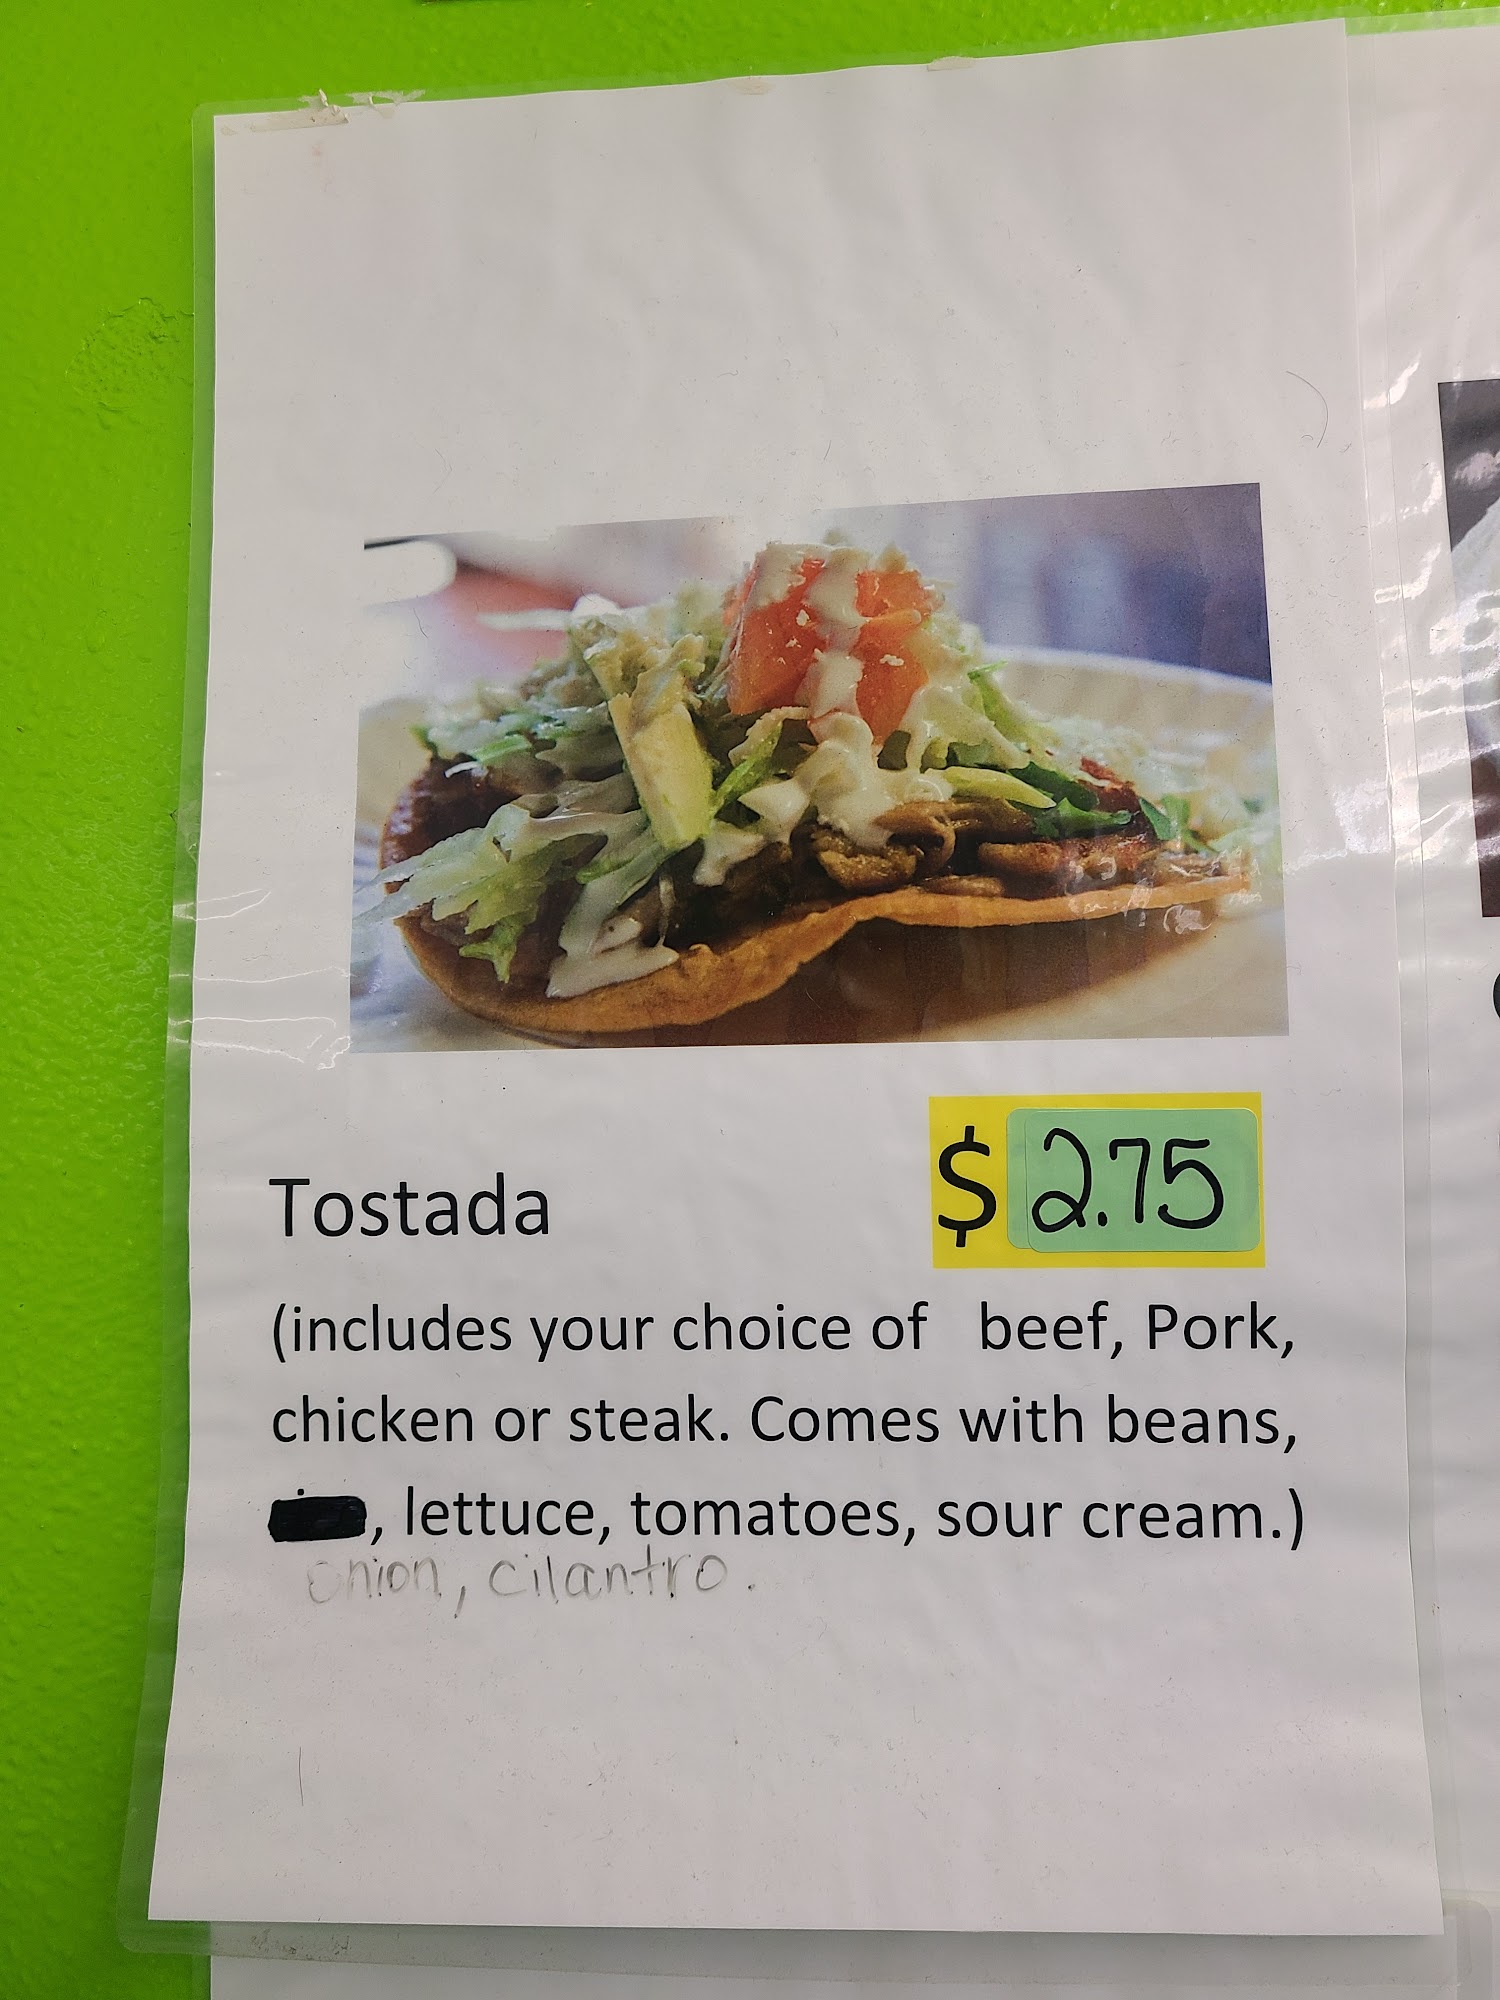 Tostada $2.75
(includes your choice of beef, Pork,
chicken or steak. Comes with beans,
, lettuce, tomatoes, sour cream.)
onion, cilantro.